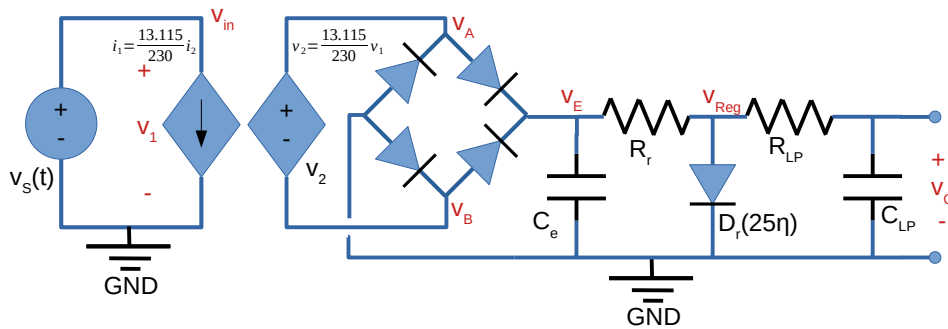 v_in
i_1 = 13.115/230 i_2
v_2 = 13.115/230 v_1
v_A
+
+
-
v_1
-
v_S(t)
+
-
v_2
v_B
GND
v_E
R_r
v_Reg
R_LP
C_e
D_r(25η)
C_LP
+
v_O
-
GND